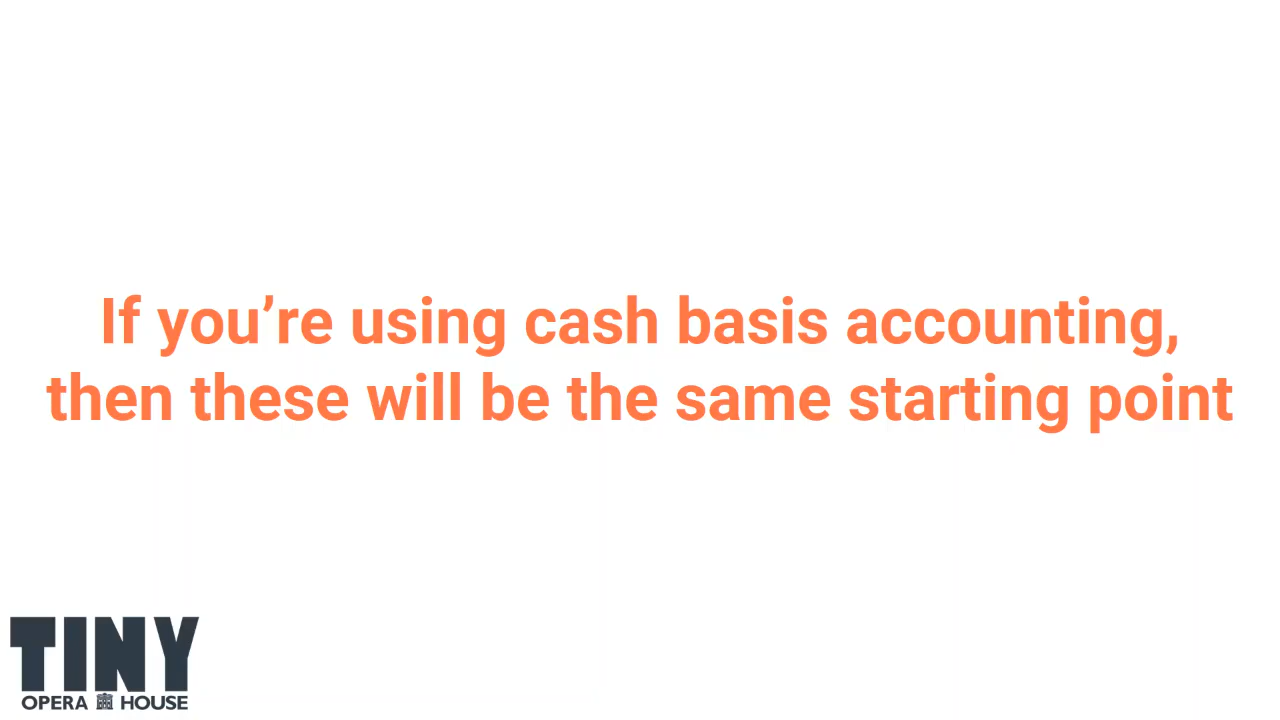 If you’re using cash basis accounting,
then these will be the same starting point
TINY
OPERA HOUSE